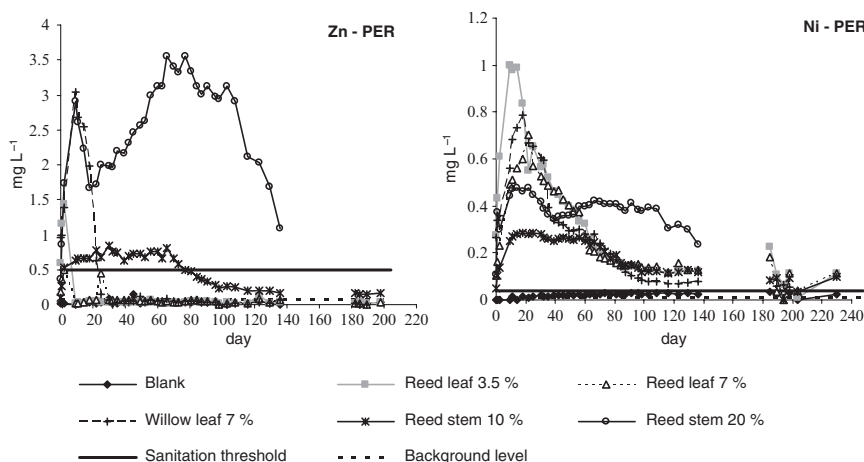 Zn - PER
mg L–1
4
3.5
3
2.5
2
1.5
1
0.5
0
0 20 40 60 80 100 120 140 160 180 200 220
day
Ni - PER
mg L–1
1.2
1
0.8
0.6
0.4
0.2
0
0 20 40 60 80 100 120 140 160 180 200 220 240
day
Blank
Reed leaf 3.5 %
Reed leaf 7 %
Willow leaf 7 %
Reed stem 10 %
Reed stem 20 %
Sanitation threshold
Background level